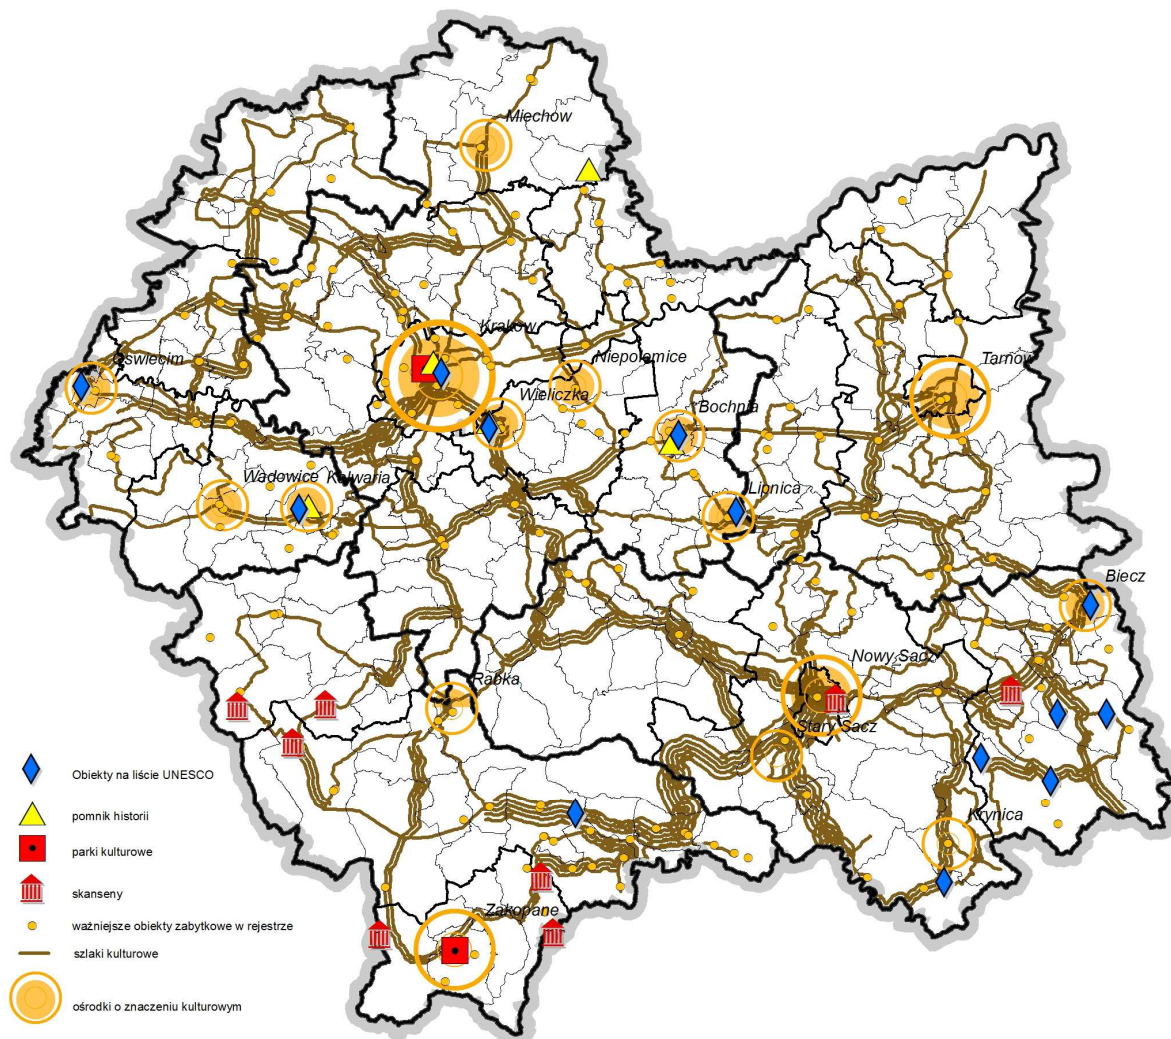 Miechów
Kraków
Oświęcim
Niepołomice
Tarnów
Wieliczka
Bochnia
Wadowice
Kalwaria
Lipnica
Biecz
Nowy Sącz
Rabka
Stary Sącz
Krynica
Zakopane
Obiekty na liście UNESCO
pomnik historii
parki kulturowe
skanseny
ważniejsze obiekty zabytkowe w rejestrze
szlaki kulturowe
ośrodki o znaczeniu kulturowym